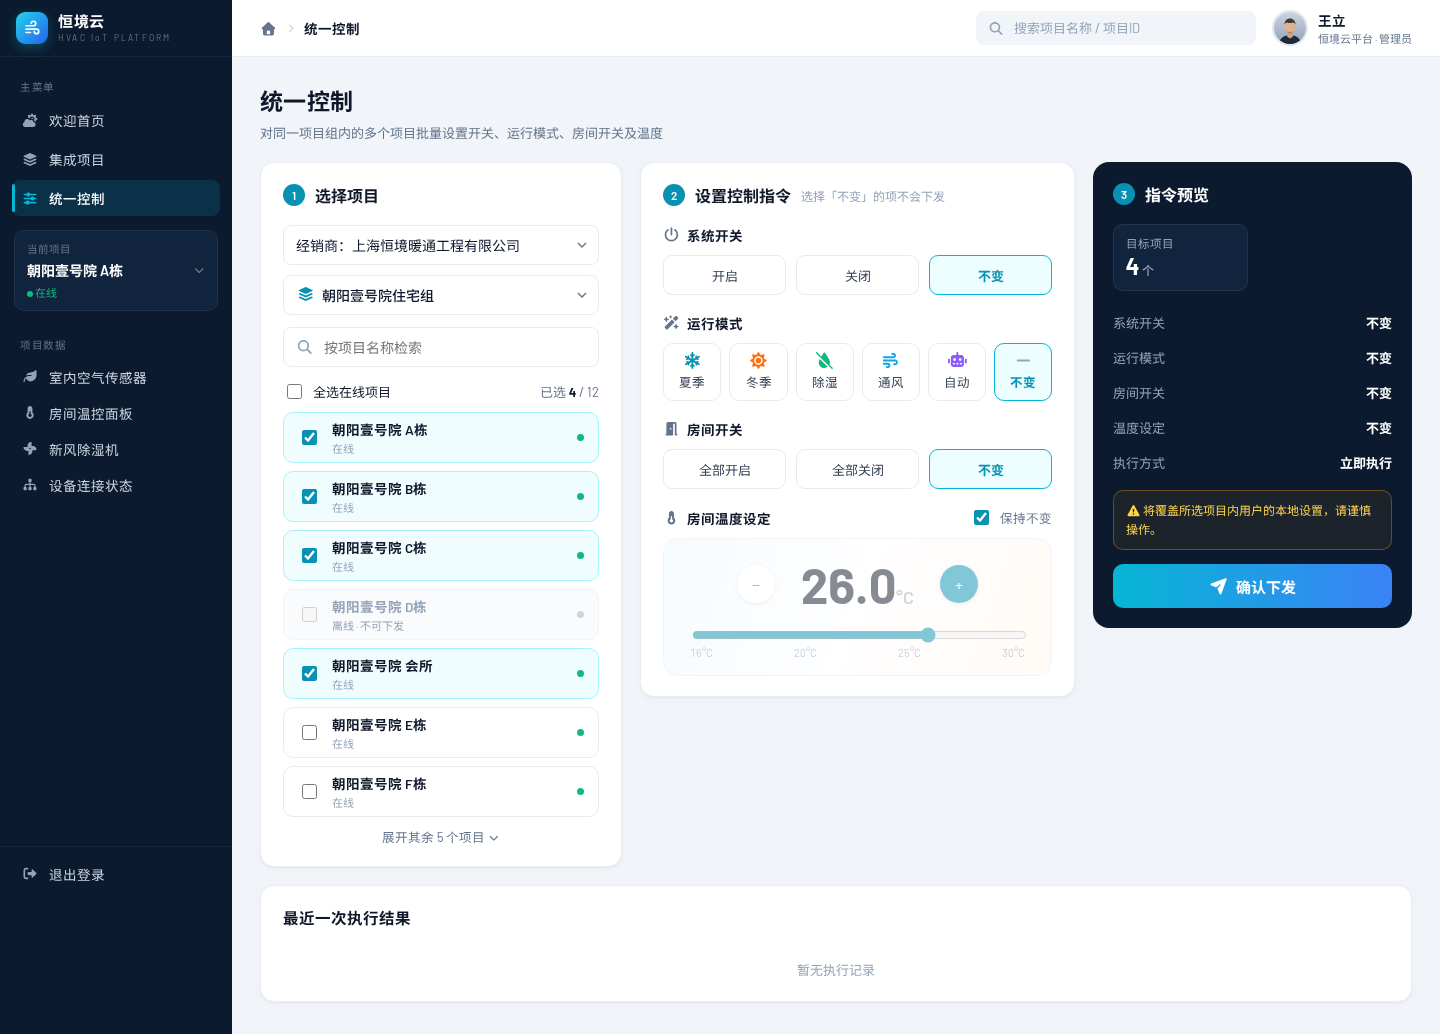 恒境云
HVAC IoT PLATFORM
主菜单
欢迎首页
集成项目
统一控制
当前项目
朝阳壹号院 A栋
在线
项目数据
室内空气传感器
房间温控面板
新风除湿机
设备连接状态
退出登录
统一控制
搜索项目名称 / 项目ID
王立
恒境云平台 · 管理员
统一控制
对同一项目组内的多个项目批量设置开关、运行模式、房间开关及温度
1 选择项目
经销商：上海恒境暖通工程有限公司
朝阳壹号院住宅组
按项目名称检索
全选在线项目 已选 4 / 12
朝阳壹号院 A栋
在线
朝阳壹号院 B栋
在线
朝阳壹号院 C栋
在线
朝阳壹号院 D栋
离线 · 不可下发
朝阳壹号院 会所
在线
朝阳壹号院 E栋
在线
朝阳壹号院 F栋
在线
展开其余 5 个项目
2 设置控制指令 选择「不变」的项不会下发
系统开关
开启 关闭 不变
运行模式
夏季 冬季 除湿 通风 自动 不变
房间开关
全部开启 全部关闭 不变
房间温度设定 保持不变
− 26.0°C +
16°C 20°C 25°C 30°C
3 指令预览
目标项目
4 个
系统开关 不变
运行模式 不变
房间开关 不变
温度设定 不变
执行方式 立即执行
将覆盖所选项目内用户的本地设置，请谨慎
操作。
确认下发
最近一次执行结果
暂无执行记录